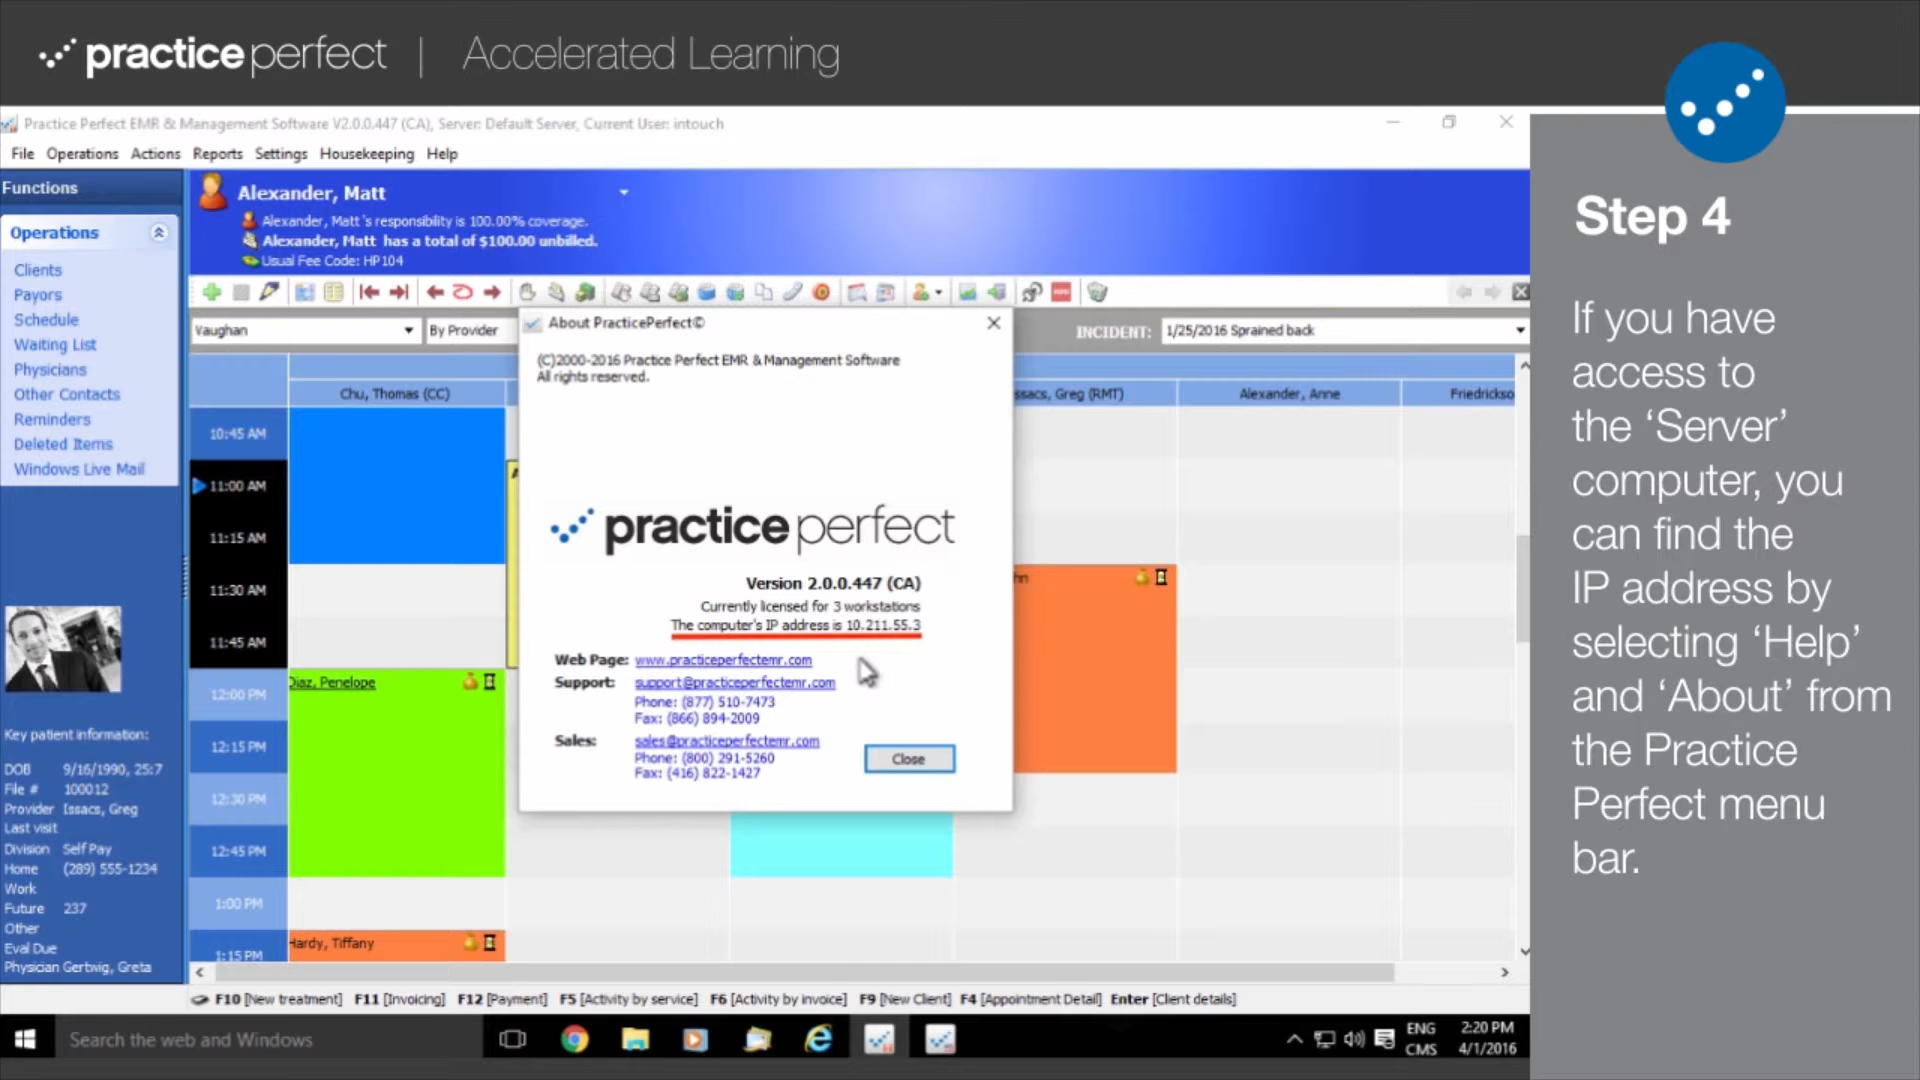 practice perfect | Accelerated Learning
Practice Perfect EMR & Management Software V2.0.0.447 (CA), Server: Default Server, Current User: intouch
File Operations Actions Reports Settings Housekeeping Help
Functions
Operations
Clients
Payors
Schedule
Waiting List
Physicians
Other Contacts
Reminders
Deleted Items
Windows Live Mail
Key patient information:
DOB 9/16/1990, 25:7
File # 100012
Provider Issacs, Greg
Last visit
Division Self Pay
Home (289) 555-1234
Work
Future 237
Other
Eval Due
Physician Gertwig, Greta
Alexander, Matt
Alexander, Matt's responsibility is 100.00% coverage.
Alexander, Matt has a total of $100.00 unbilled.
Usual Fee Code: HP104
Vaughan By Provider INCIDENT: 1/25/2016 Sprained back
Chu, Thomas (CC) ssacs, Greg (RMT) Alexander, Anne Friedrickso
10:45 AM
11:00 AM
11:15 AM
11:30 AM
11:45 AM
12:00 PM Diaz, Penelope
12:15 PM
12:30 PM
12:45 PM
1:00 PM
1:15 PM Hardy, Tiffany
hn
About PracticePerfect©
(C)2000-2016 Practice Perfect EMR & Management Software
All rights reserved.
practice perfect
Version 2.0.0.447 (CA)
Currently licensed for 3 workstations
The computer's IP address is 10.211.55.3
Web Page: www.practiceperfectemr.com
Support: support@practiceperfectemr.com
Phone: (877) 510-7473
Fax: (866) 894-2009
Sales: sales@practiceperfectemr.com
Phone: (800) 291-5260
Fax: (416) 822-1427
Close
F10 [New treatment] F11 [Invoicing] F12 [Payment] F5 [Activity by service] F6 [Activity by invoice] F9 [New Client] F4 [Appointment Detail] Enter [Client details]
Search the web and Windows
ENG
CMS
2:20 PM
4/1/2016
Step 4
If you have
access to
the ‘Server’
computer, you
can find the
IP address by
selecting ‘Help’
and ‘About’ from
the Practice
Perfect menu
bar.